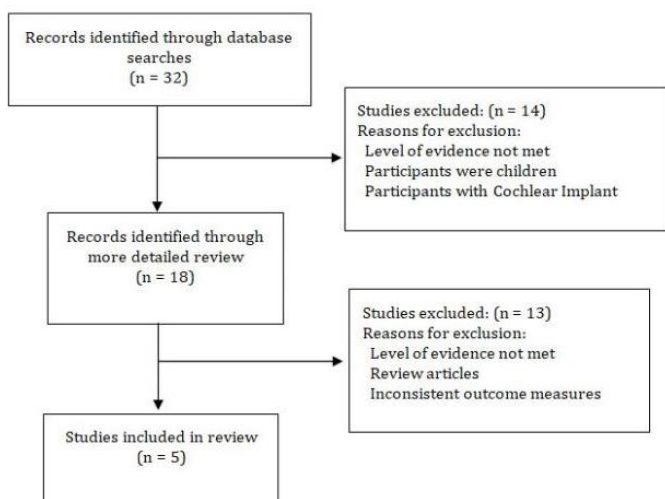 Records identified through database
searches
(n = 32)
Studies excluded: (n = 14)
Reasons for exclusion:
Level of evidence not met
Participants were children
Participants with Cochlear Implant
Records identified through
more detailed review
(n = 18)
Studies excluded: (n = 13)
Reasons for exclusion:
Level of evidence not met
Review articles
Inconsistent outcome measures
Studies included in review
(n = 5)